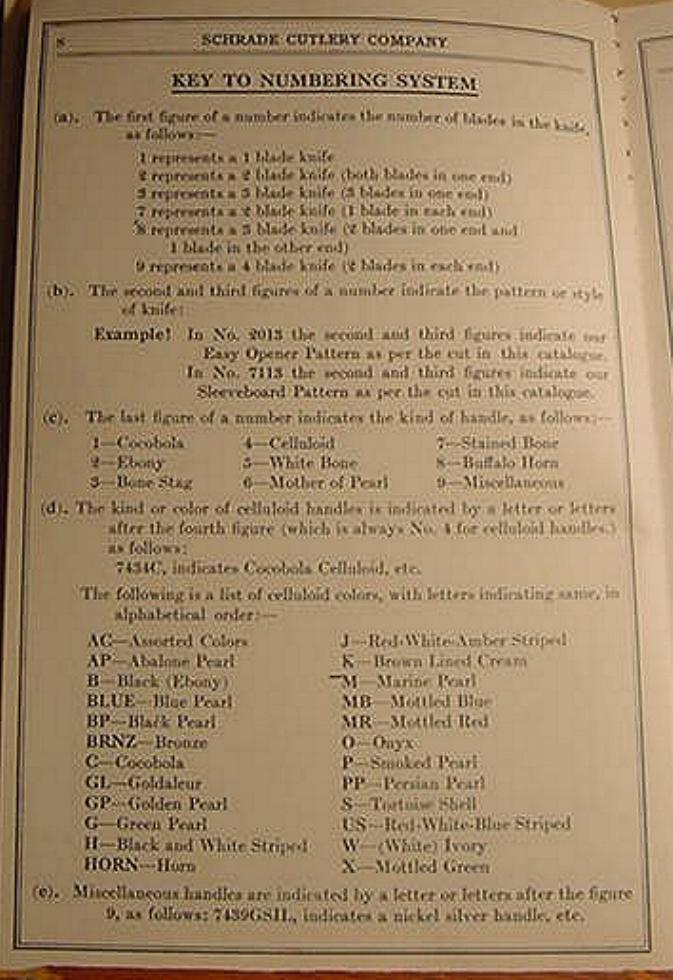 8 SCHRADE CUTLERY COMPANY
KEY TO NUMBERING SYSTEM
(a). The first figure of a number indicates the number of blades in the knife,
as follows:—
1 represents a 1 blade knife
2 represents a 2 blade knife (both blades in one end)
3 represents a 3 blade knife (3 blades in one end)
7 represents a 2 blade knife (1 blade in each end)
8 represents a 3 blade knife (2 blades in one end and
1 blade in the other end)
9 represents a 4 blade knife (2 blades in each end)
(b). The second and third figures of a number indicate the pattern or style
of knife:
Example! In No. 2013 the second and third figures indicate our
Easy Opener Pattern as per the cut in this catalogue.
In No. 7113 the second and third figures indicate our
Sleeveboard Pattern as per the cut in this catalogue.
(c). The last figure of a number indicates the kind of handle, as follows:—
1—Cocobola 4—Celluloid 7—Stained Bone
2—Ebony 5—White Bone 8—Buffalo Horn
3—Bone Stag 6—Mother of Pearl 9—Miscellaneous
(d). The kind or color of celluloid handles is indicated by a letter or letters
after the fourth figure (which is always No. 4 for celluloid handles.)
as follows:
7434C, indicates Cocobola Celluloid, etc.
The following is a list of celluloid colors, with letters indicating same, in
alphabetical order:—
AC—Assorted Colors J—Red-White-Amber Striped
AP—Abalone Pearl K—Brown Lined Cream
B—Black (Ebony) M—Marine Pearl
BLUE—Blue Pearl MB—Mottled Blue
BP—Black Pearl MR—Mottled Red
BRNZ—Bronze O—Onyx
C—Cocobola P—Smoked Pearl
GL—Goldaleur PP—Persian Pearl
GP—Golden Pearl S—Tortoise Shell
G—Green Pearl US—Red-White-Blue Striped
H—Black and White Striped W—(White) Ivory
HORN—Horn X—Mottled Green
(e). Miscellaneous handles are indicated by a letter or letters after the figure
9, as follows: 7439GSIL, indicates a nickel silver handle, etc.